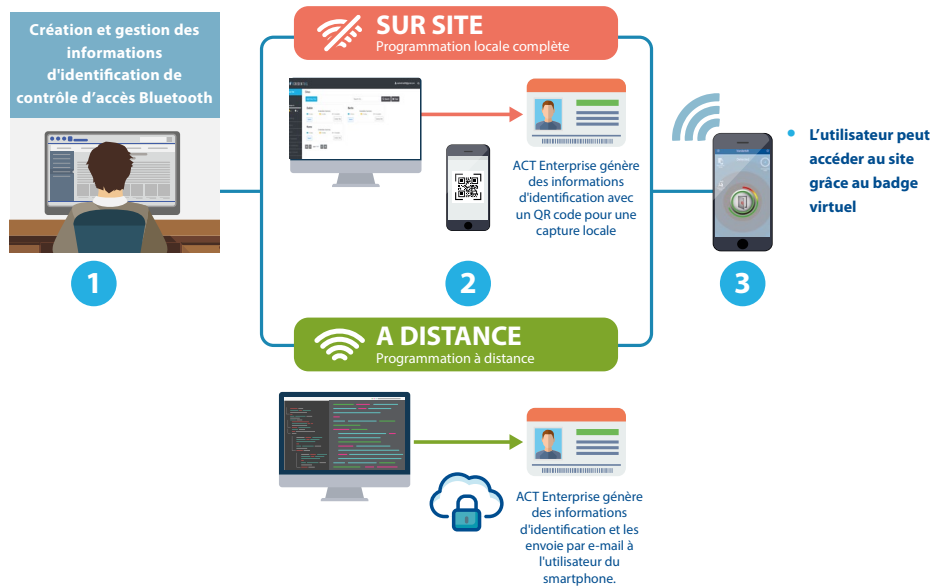 Création et gestion des
informations
d'identification de
contrôle d’accès Bluetooth
1
SUR SITE
Programmation locale complète
ACT Enterprise génère
des informations
d'identification avec
un QR code pour une
capture locale
2
A DISTANCE
Programmation à distance
ACT Enterprise génère
des informations
d'identification et les
envoie par e-mail à
l'utilisateur du
smartphone.
3
• L’utilisateur peut
accéder au site
grâce au badge
virtuel